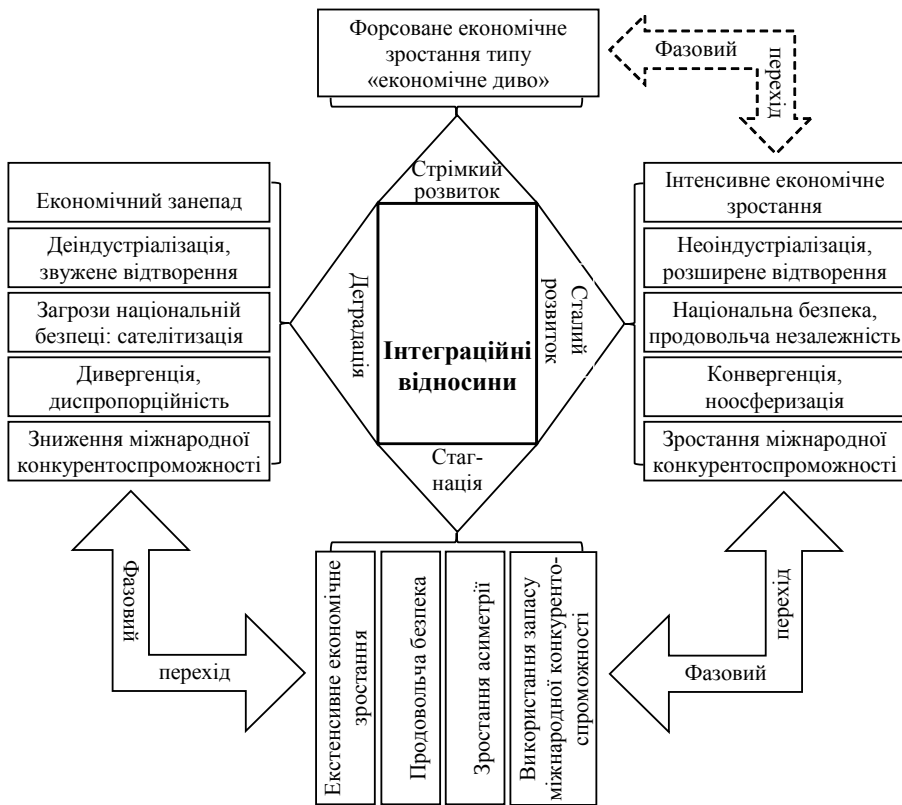 Форсоване економічне
зростання типу
«економічне диво»
Фазовий
перехід
Стрімкий
розвиток
Економічний занепад
Деіндустріалізація,
звужене відтворення
Загрози національній
безпеці: сателітизація
Дивергенція,
диспропорційність
Зниження міжнародної
конкурентоспроможності
Деградація
Інтеграційні
відносини
Сталий
розвиток
Інтенсивне економічне
зростання
Неоіндустріалізація,
розширене відтворення
Національна безпека,
продовольча незалежність
Конвергенція,
ноосферизація
Зростання міжнародної
конкурентоспроможності
Стаг-
нація
Фазовий
перехід
Екстенсивне економічне
зростання
Продовольча безпека
Зростання асиметрії
Використання запасу
міжнародної конкуренто-
спроможності
Фазовий
перехід